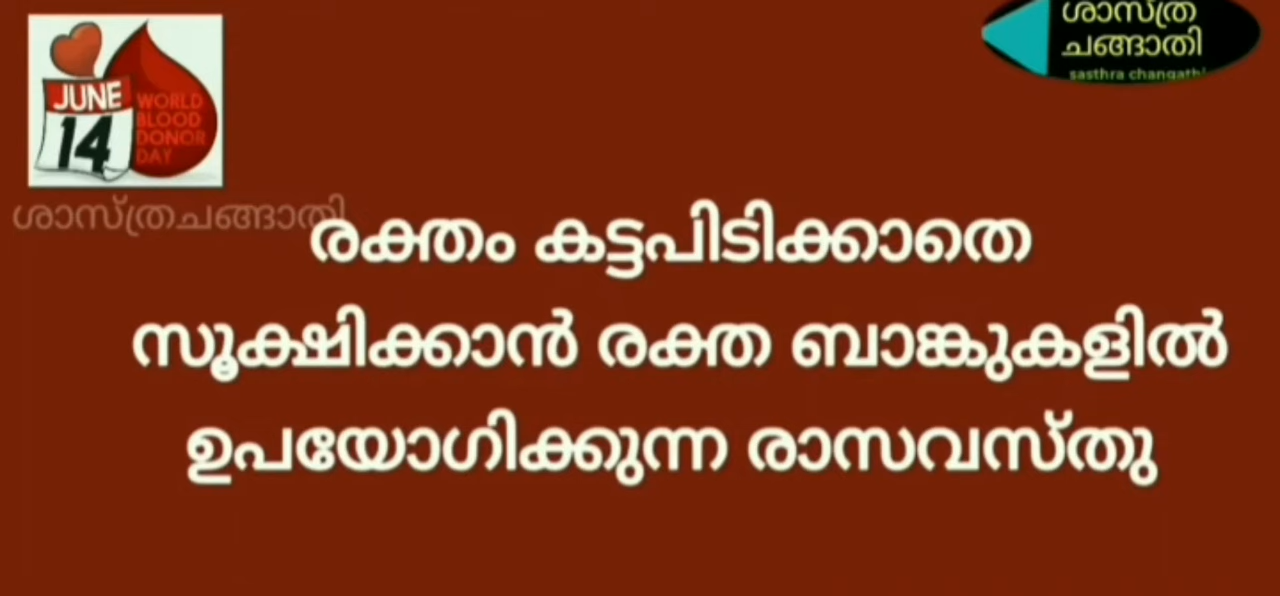 ശാസ്ത്ര
ചങ്ങാതി
sasthra changathi
JUNE
14
WORLD
BLOOD
DONOR
DAY
ശാസ്ത്രചങ്ങാതി
രക്തം കട്ടപിടിക്കാതെ
സൂക്ഷിക്കാൻ രക്ത ബാങ്കുകളിൽ
ഉപയോഗിക്കുന്ന രാസവസ്തു